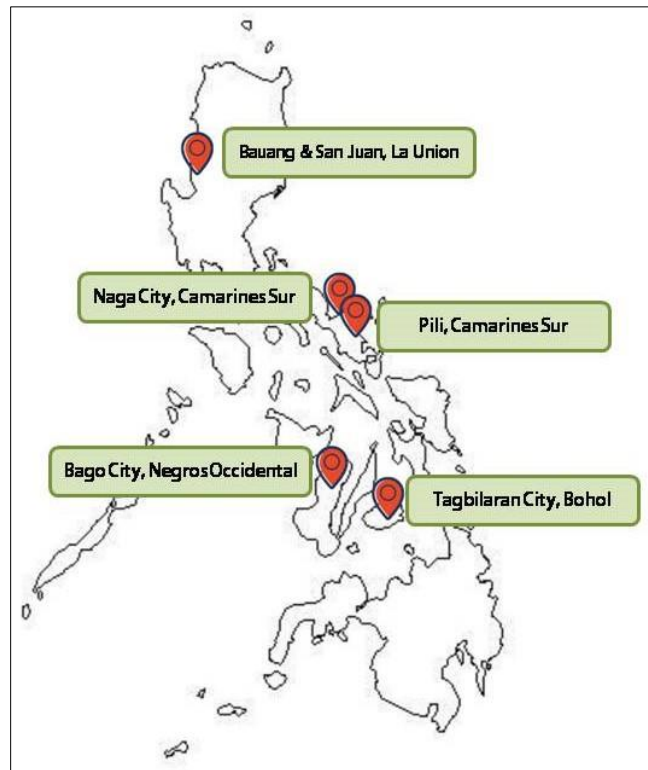 Bauang & San Juan, La Union
Naga City, Camarines Sur
Pili, Camarines Sur
Bago City, Negros Occidental
Tagbilaran City, Bohol